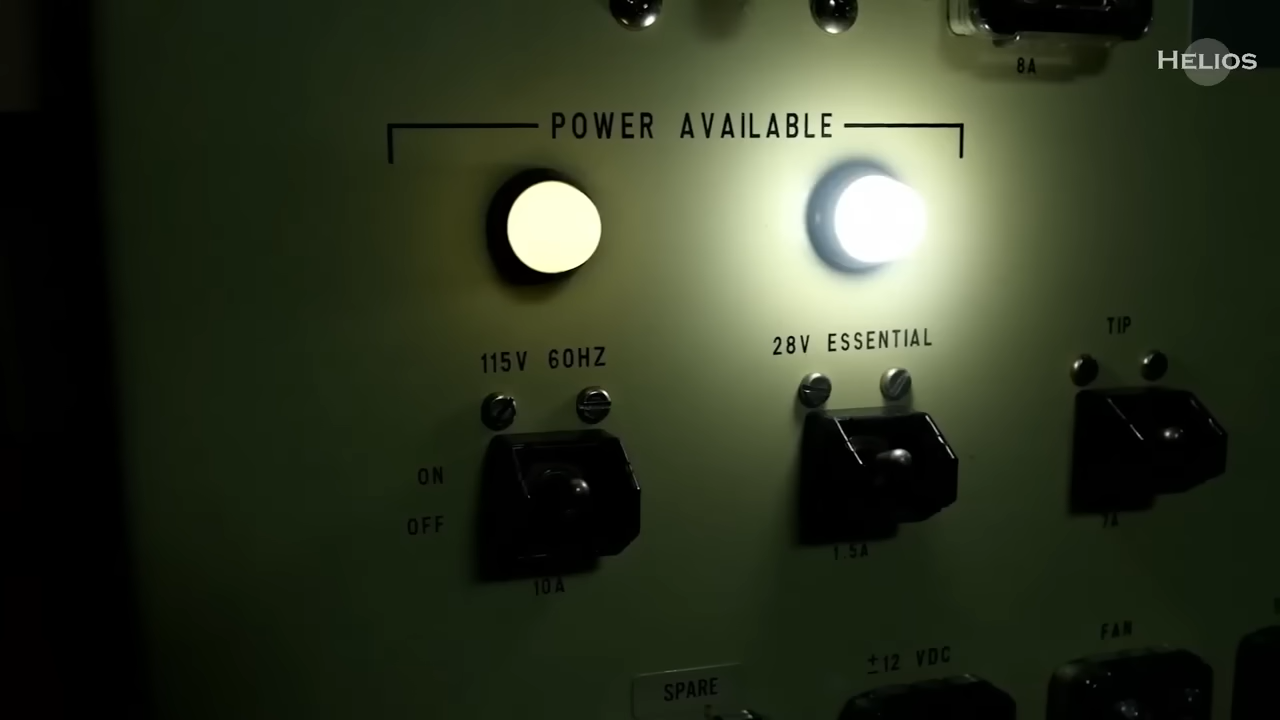 HELIOS
8A
POWER AVAILABLE
TIP
28V ESSENTIAL
115V 60HZ
ON
OFF
7A
1.5A
10A
FAN
±12 VDC
SPARE